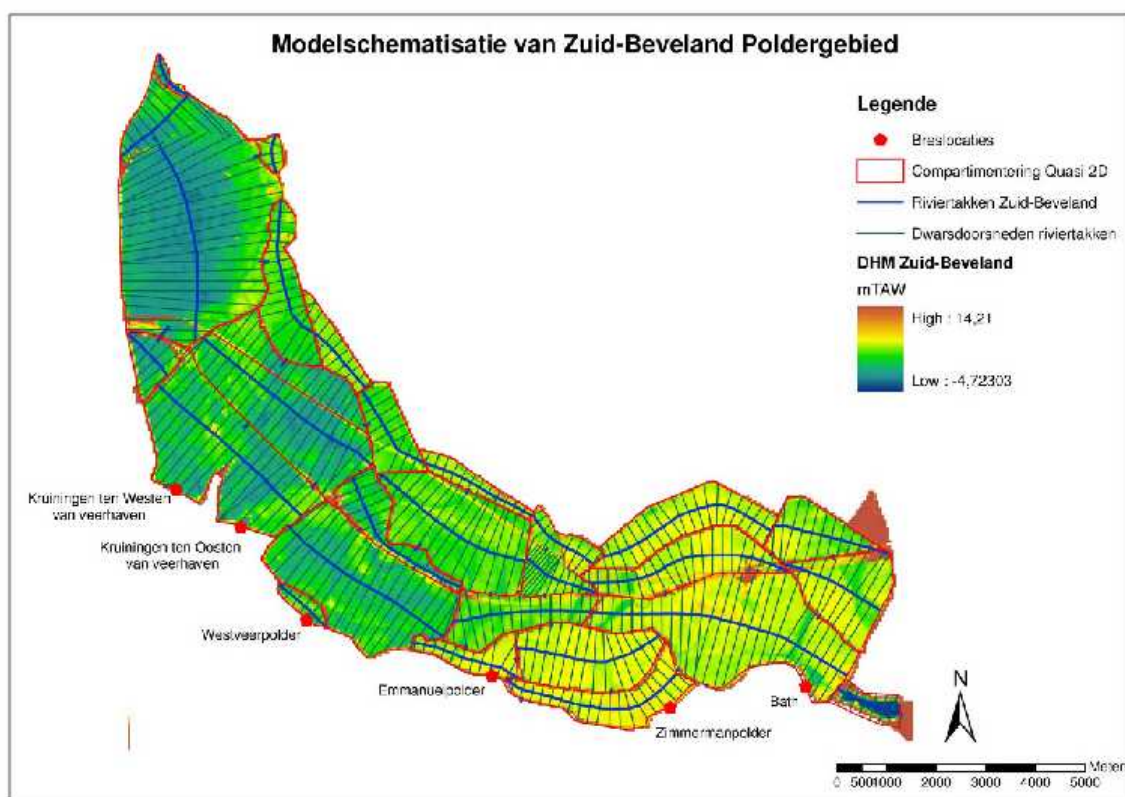 Modelschematisatie van Zuid-Beveland Poldergebied
Legende
Breslocaties
Compartimentering Quasi 2D
Riviertakken Zuid-Beveland
Dwarsdoorsneden riviertakken
DHM Zuid-Beveland
mTAW
High : 14,21
Low : -4,72303
Kruiningen ten Westen
van veerhaven
Kruiningen ten Oosten
van veerhaven
Westveerpolder
Emmanuelpolder
Zimmermanpolder
Bath
N
Meter
0 5001000 2000 3000 4000 5000